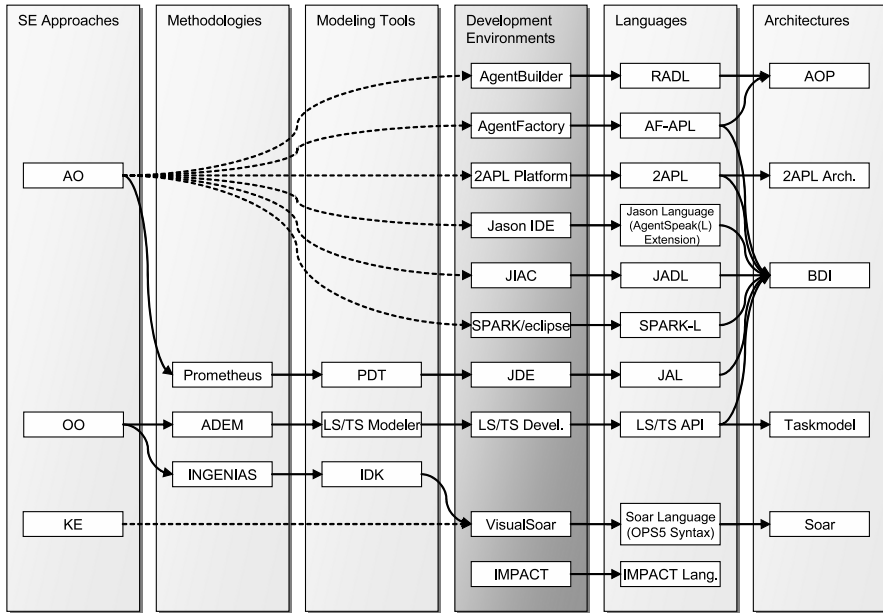 SE Approaches
Methodologies
Modeling Tools
Development
Environments
Languages
Architectures
AgentBuilder
RADL
AOP
AgentFactory
AF-APL
AO
2APL Platform
2APL
2APL Arch.
Jason IDE
Jason Language
(AgentSpeak(L)
Extension)
JIAC
JADL
BDI
SPARK/eclipse
SPARK-L
Prometheus
PDT
JDE
JAL
OO
ADEM
LS/TS Modeler
LS/TS Devel.
LS/TS API
Taskmodel
INGENIAS
IDK
KE
VisualSoar
Soar Language
(OPS5 Syntax)
Soar
IMPACT
IMPACT Lang.